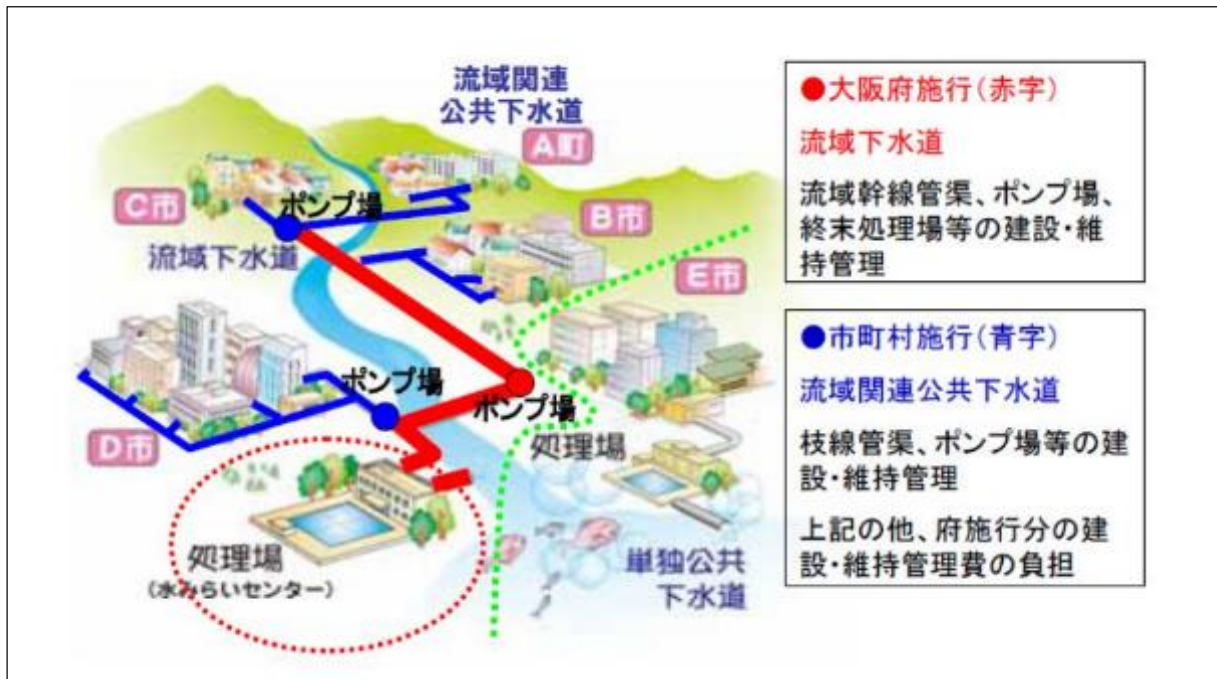 流域関連
公共下水道
A町
C市
ポンプ場
B市
流域下水道
E市
ポンプ場
ポンプ場
D市
処理場
処理場
(水みらいセンター)
単独公共
下水道
●大阪府施行(赤字)
流域下水道
流域幹線管渠、ポンプ場、
終末処理場等の建設・維
持管理
●市町村施行(青字)
流域関連公共下水道
枝線管渠、ポンプ場等の建
設・維持管理
上記の他、府施行分の建
設・維持管理費の負担